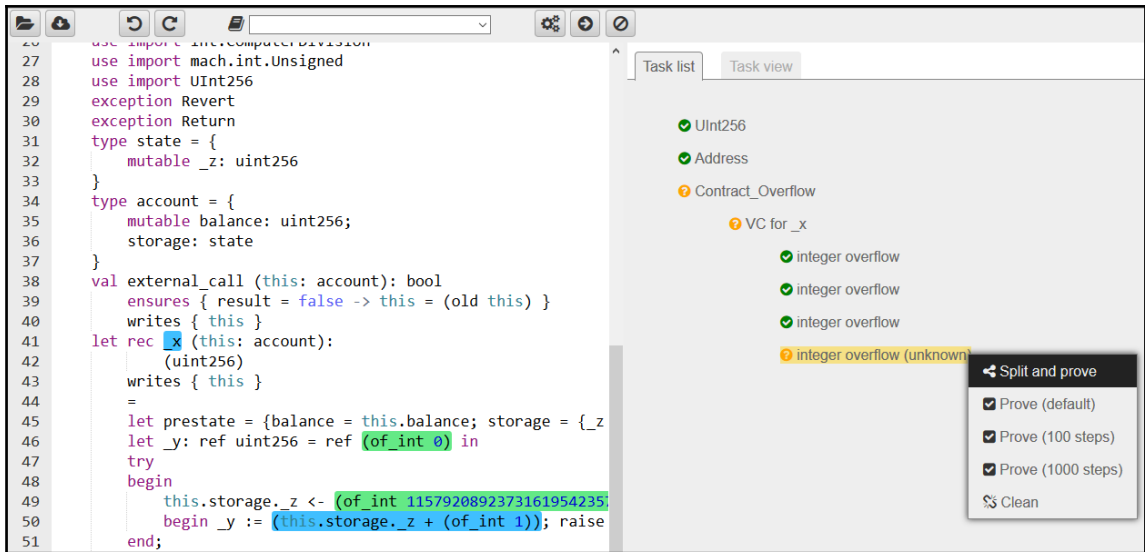 26 use import int.ComputerDivision
27 use import mach.int.Unsigned
28 use import UInt256
29 exception Revert
30 exception Return
31 type state = {
32 mutable _z: uint256
33 }
34 type account = {
35 mutable balance: uint256;
36 storage: state
37 }
38 val external_call (this: account): bool
39 ensures { result = false -> this = (old this) }
40 writes { this }
41 let rec _x (this: account):
42 (uint256)
43 writes { this }
44 =
45 let prestate = {balance = this.balance; storage = {_z
46 let _y: ref uint256 = ref (of_int 0) in
47 try
48 begin
49 this.storage._z <- (of_int 11579208923731619542357
50 begin _y := (this.storage._z + (of_int 1)); raise
51 end;
Task list Task view
UInt256
Address
Contract_Overflow
VC for _x
integer overflow
integer overflow
integer overflow
integer overflow (unknown)
Split and prove
Prove (default)
Prove (100 steps)
Prove (1000 steps)
Clean